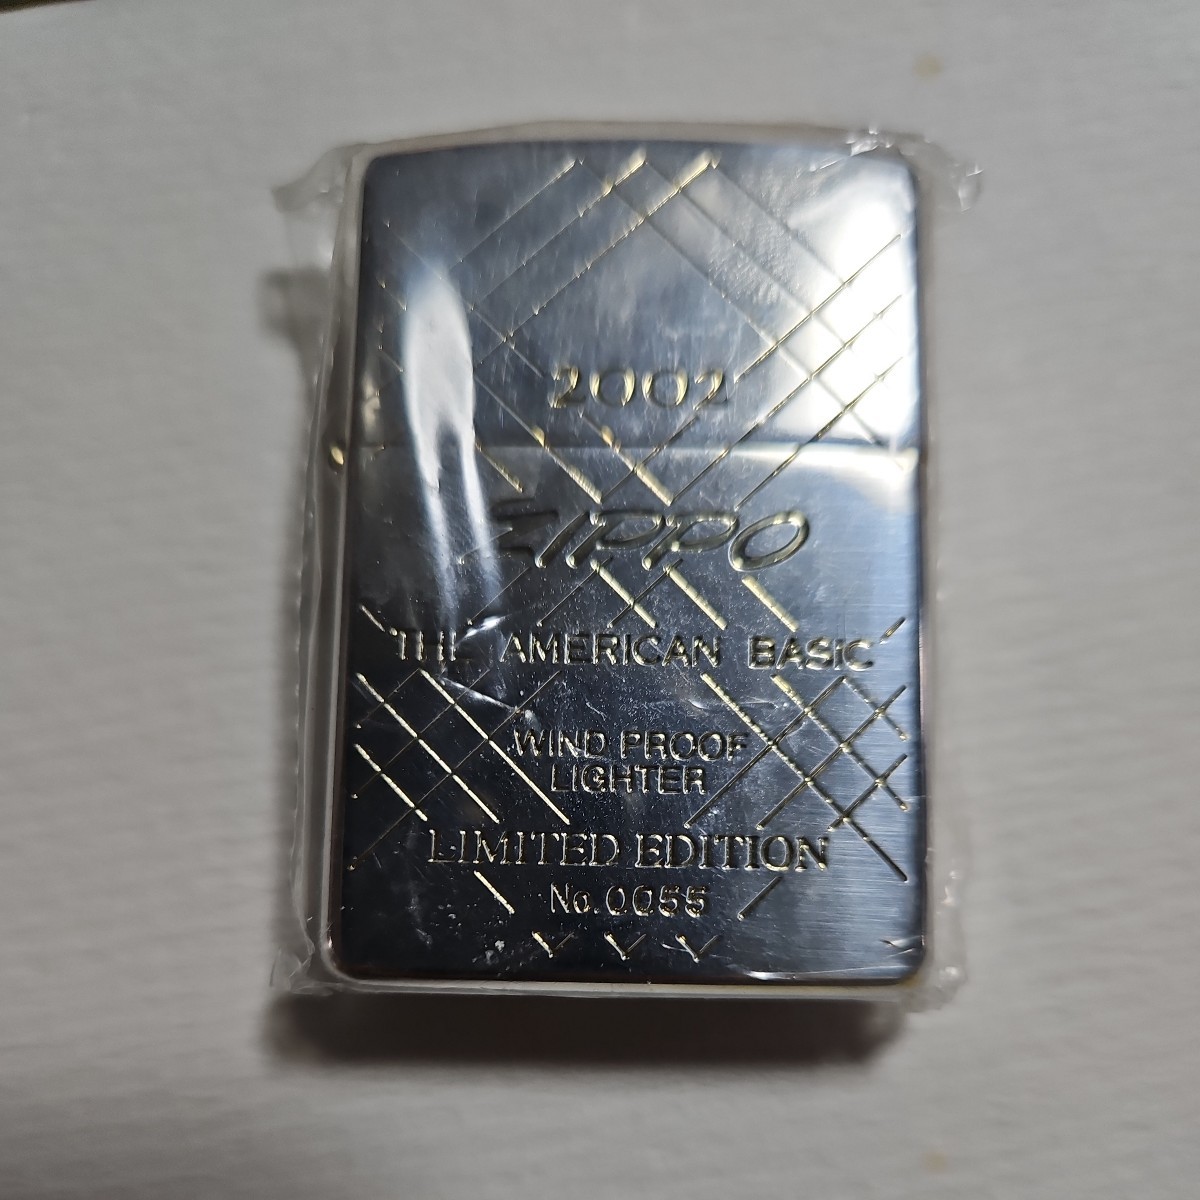 2002
ZIPPO
THE AMERICAN BASIC
WIND PROOF
LIGHTER
LIMITED EDITION
No.0055